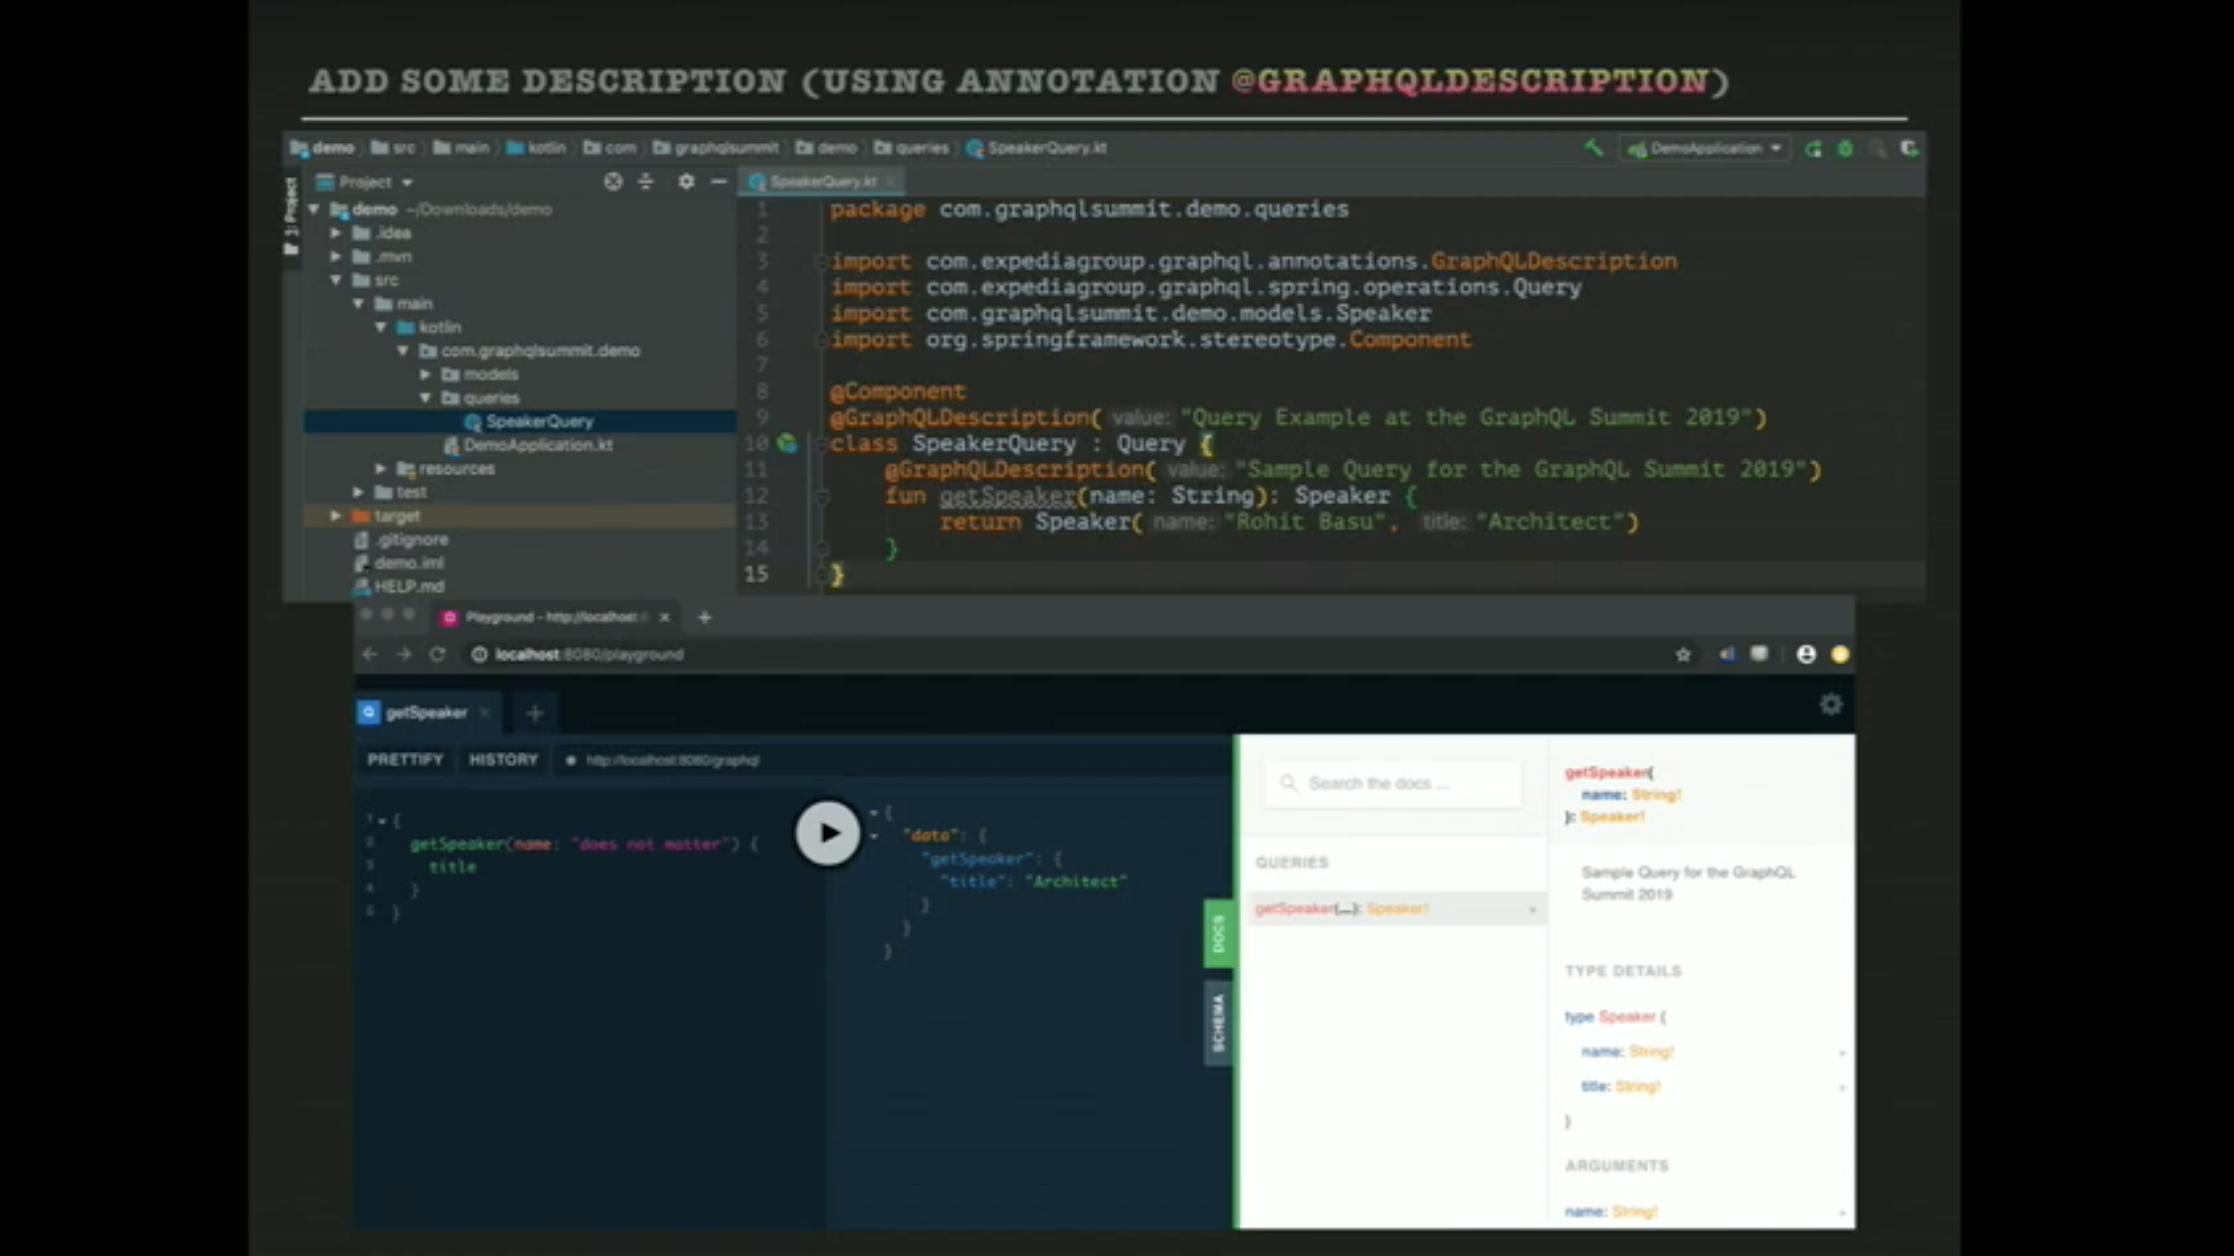 ADD SOME DESCRIPTION (USING ANNOTATION @GRAPHQLDESCRIPTION)
demo src main kotlin com graphqlsummit demo queries SpeakerQuery.kt
DemoApplication
1: Project
Project
SpeakerQuery.kt
demo ~/Downloads/demo
.idea
.mvn
src
main
kotlin
com.graphqlsummit.demo
models
queries
SpeakerQuery
DemoApplication.kt
resources
test
target
.gitignore
demo.iml
HELP.md
1 package com.graphqlsummit.demo.queries
2
3 import com.expediagroup.graphql.annotations.GraphQLDescription
4 import com.expediagroup.graphql.spring.operations.Query
5 import com.graphqlsummit.demo.models.Speaker
6 import org.springframework.stereotype.Component
7
8 @Component
9 @GraphQLDescription( value: "Query Example at the GraphQL Summit 2019")
10 class SpeakerQuery : Query {
11 @GraphQLDescription( value: "Sample Query for the GraphQL Summit 2019")
12 fun getSpeaker(name: String): Speaker {
13 return Speaker( name: "Rohit Basu", title: "Architect")
14 }
15 }
Playground - http://localhost:
localhost:8080/playground
getSpeaker
PRETTIFY HISTORY http://localhost:8080/graphql
1 {
2 getSpeaker(name: "does not matter") {
3 title
4 }
5 }
{
"data": {
"getSpeaker": {
"title": "Architect"
}
}
}
DOCS
SCHEMA
Search the docs ...
QUERIES
getSpeaker(...): Speaker!
getSpeaker(
name: String!
): Speaker!
Sample Query for the GraphQL
Summit 2019
TYPE DETAILS
type Speaker {
name: String!
title: String!
}
ARGUMENTS
name: String!